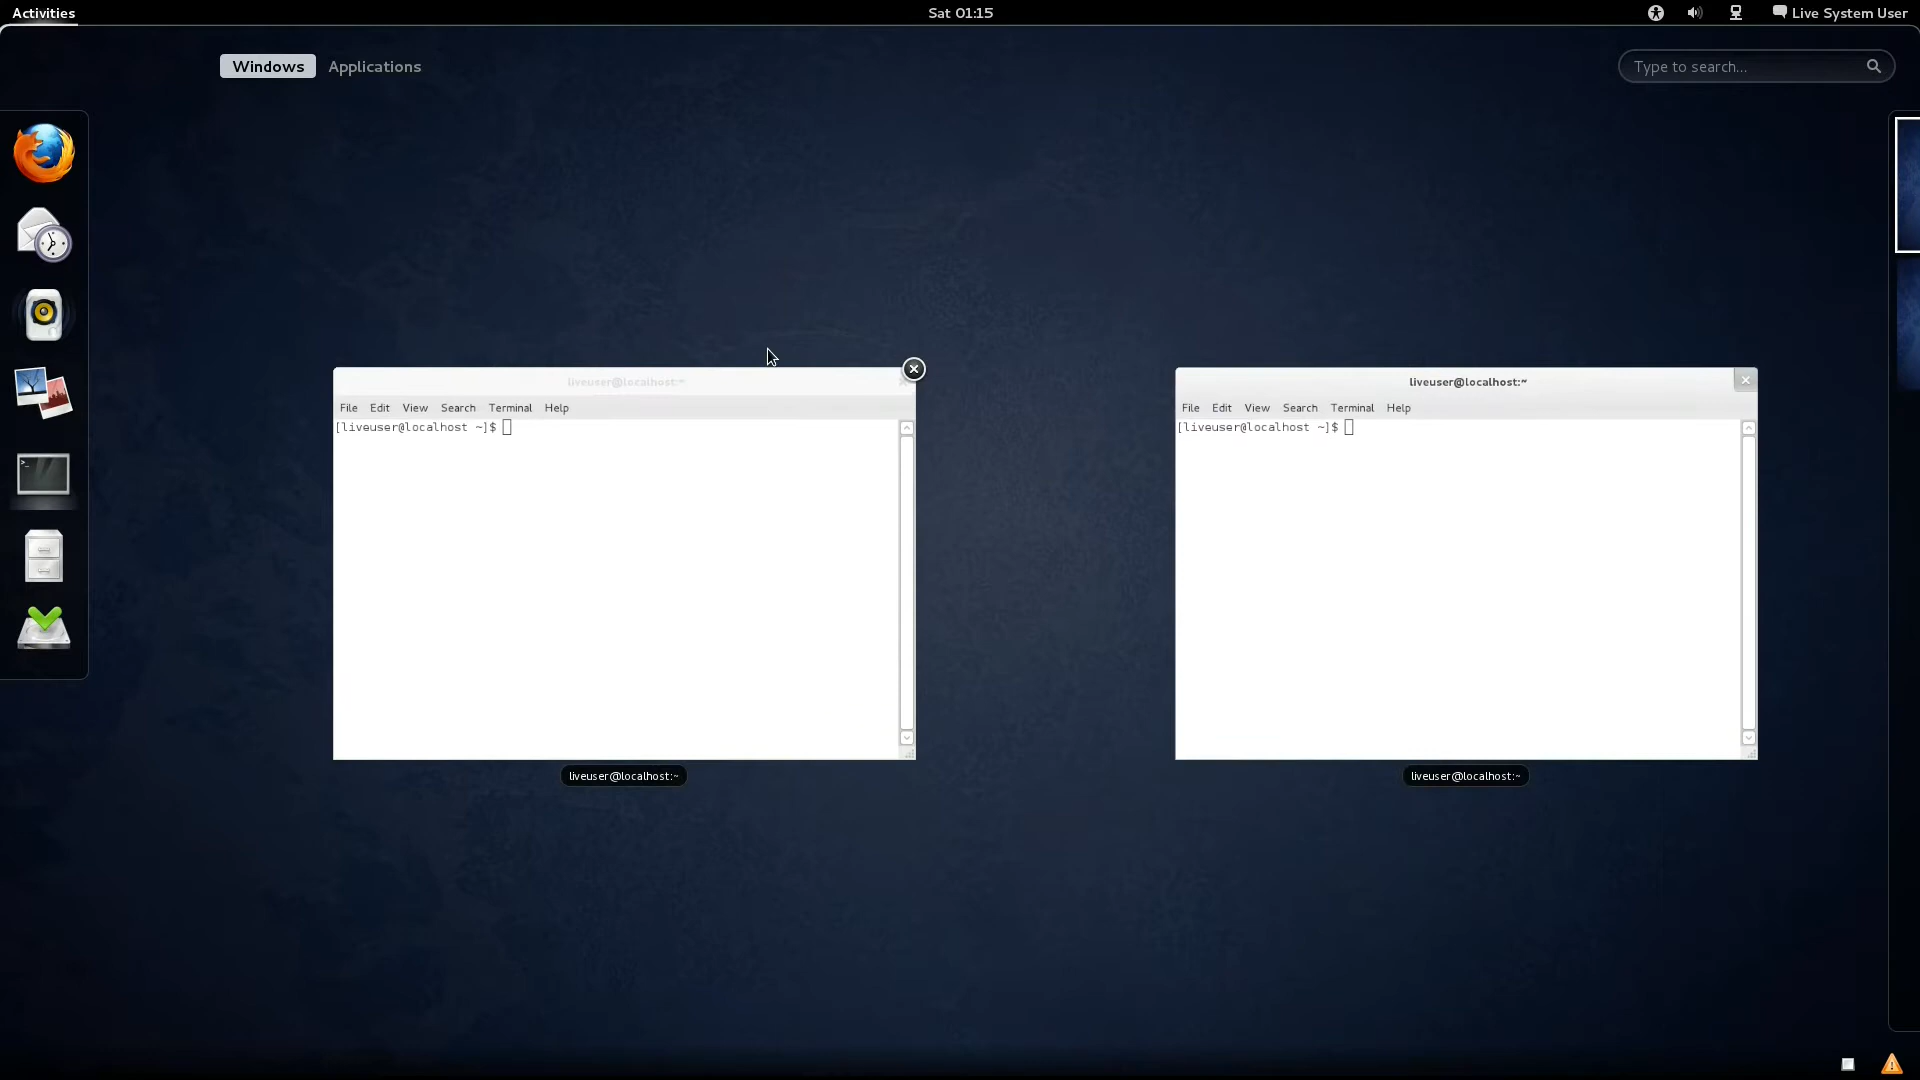 Activities
Sat 01:15
Live System User
Windows
Applications
Type to search...
liveuser@localhost:~
File Edit View Search Terminal Help
[liveuser@localhost ~]$
liveuser@localhost:~
liveuser@localhost:~
File Edit View Search Terminal Help
[liveuser@localhost ~]$
liveuser@localhost:~